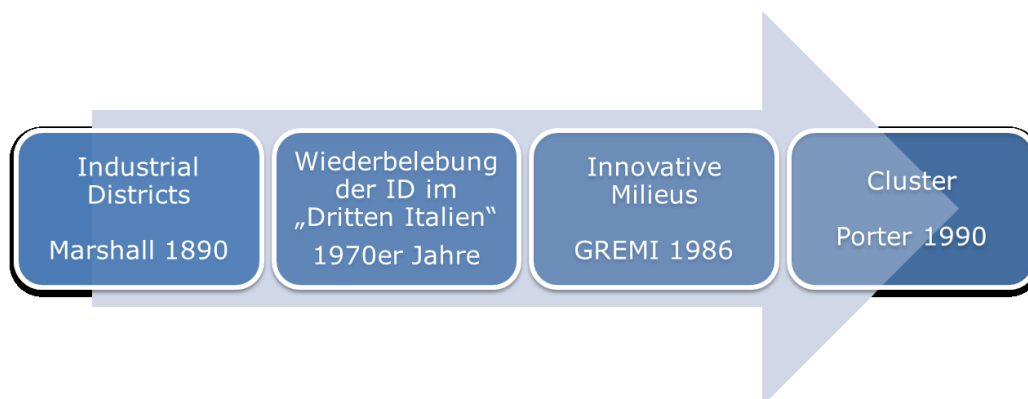 Industrial
Districts
Marshall 1890
Wiederbelebung
der ID im
„Dritten Italien“
1970er Jahre
Innovative
Milieus
GREMI 1986
Cluster
Porter 1990